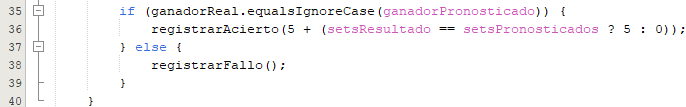 35 if (ganadorReal.equalsIgnoreCase(ganadorPronosticado)) {
36 registrarAcierto(5 + (setsResultado == setsPronosticados ? 5 : 0));
37 } else {
38 registrarFallo();
39 }
40 }